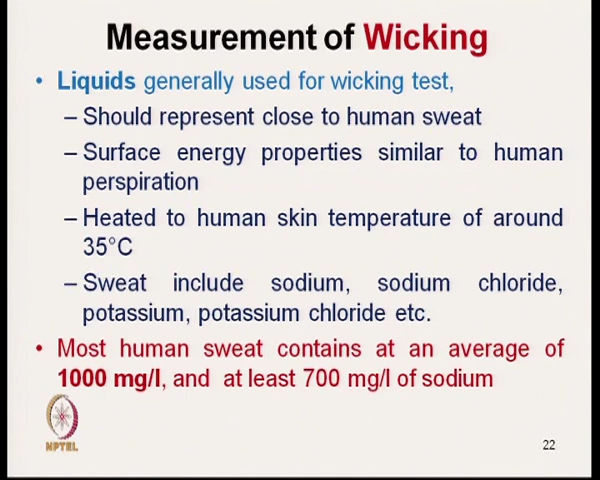 Measurement of Wicking
• Liquids generally used for wicking test,
– Should represent close to human sweat
– Surface energy properties similar to human
perspiration
– Heated to human skin temperature of around
35°C
– Sweat include sodium, sodium chloride,
potassium, potassium chloride etc.
• Most human sweat contains at an average of
1000 mg/l, and at least 700 mg/l of sodium
NPTEL
22